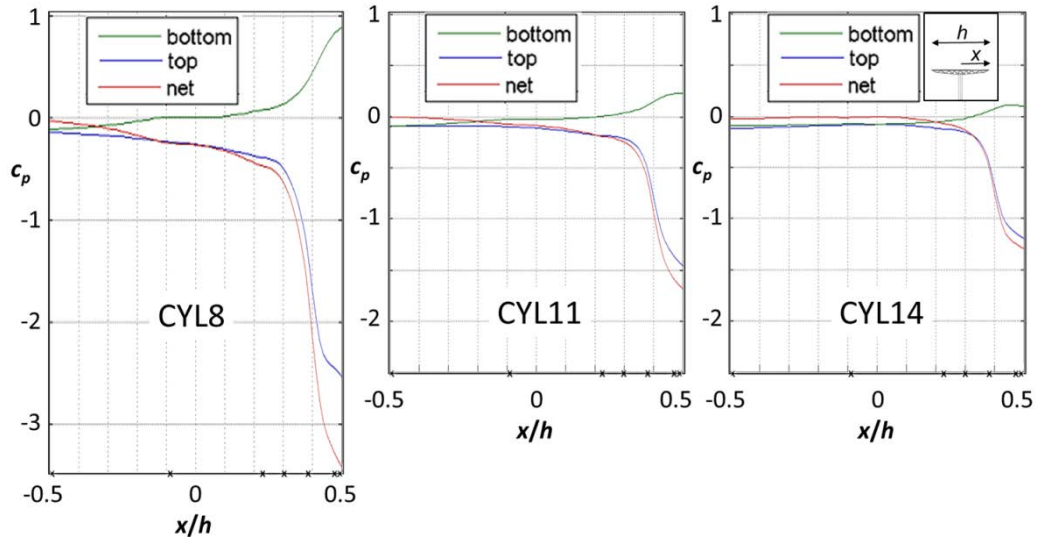 bottom
top
net
1
0
-1
-2
-3
c_p
CYL8
-0.5
0
0.5
x/h
bottom
top
net
1
0
-1
-2
c_p
CYL11
-0.5
0
0.5
x/h
bottom
top
net
h
x
1
0
-1
-2
c_p
CYL14
-0.5
0
0.5
x/h